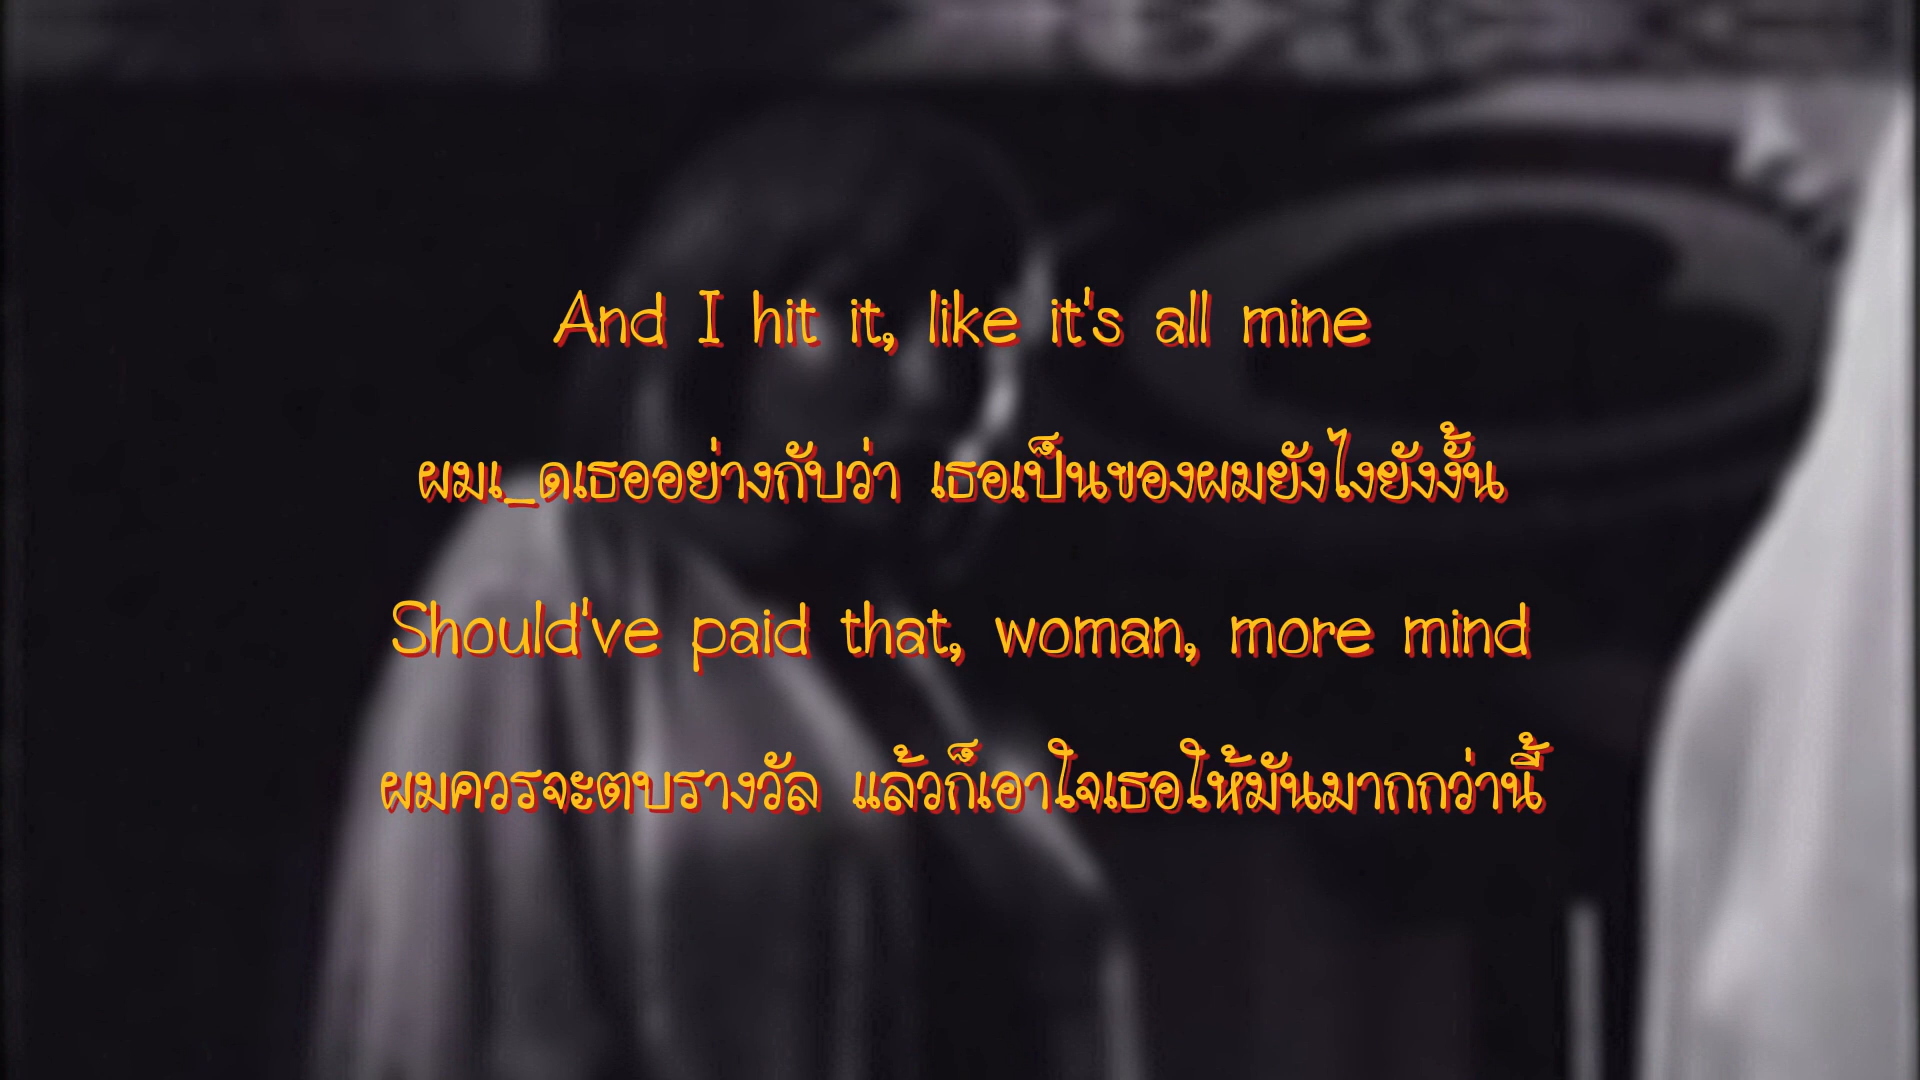 And I hit it, like it's all mine
ผมเ_ดเธออย่างกับว่า เธอเป็นของผมยังไงยังงั้น
Should've paid that, woman, more mind
ผมควรจะตบรางวัล แล้วก็เอาใจเธอให้มันมากกว่านี้